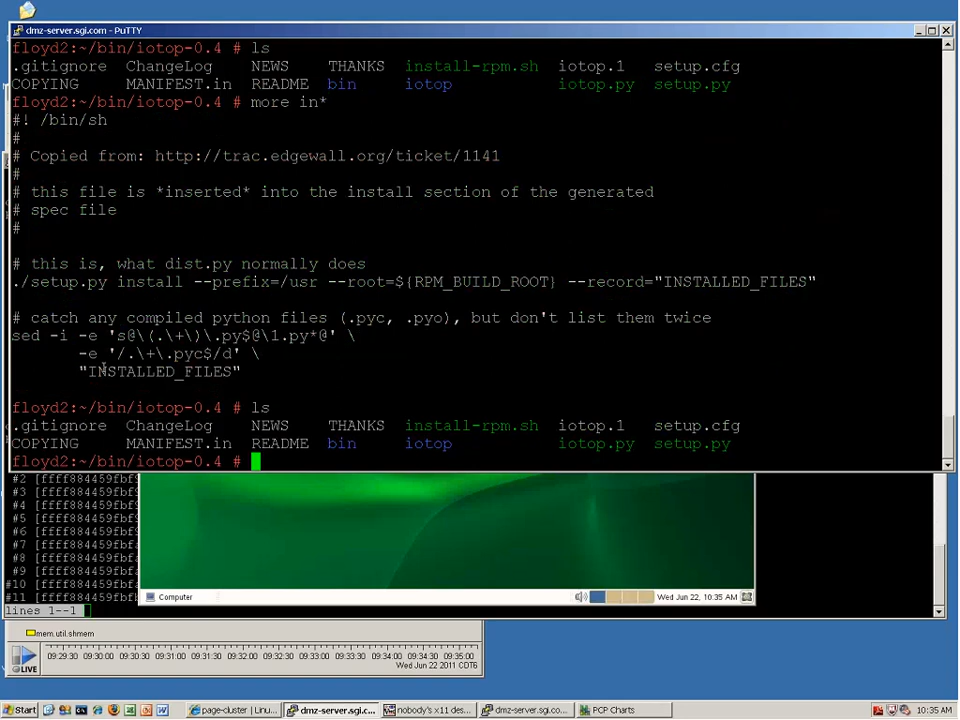 dmz-server.sgi.com - PuTTY
floyd2:~/bin/iotop-0.4 # ls
.gitignore ChangeLog NEWS THANKS install-rpm.sh iotop.1 setup.cfg
COPYING MANIFEST.in README bin iotop iotop.py setup.py
floyd2:~/bin/iotop-0.4 # more in*
#! /bin/sh
#
# Copied from: http://trac.edgewall.org/ticket/1141
#
# this file is *inserted* into the install section of the generated
# spec file
#
# this is, what dist.py normally does
./setup.py install --prefix=/usr --root=${RPM_BUILD_ROOT} --record="INSTALLED_FILES"
# catch any compiled python files (.pyc, .pyo), but don't list them twice
sed -i -e 's@\(.\+\)\.py$@\1.py*@' \
-e '/.\+\.pyc$/d' \
"INSTALLED_FILES"
floyd2:~/bin/iotop-0.4 # ls
.gitignore ChangeLog NEWS THANKS install-rpm.sh iotop.1 setup.cfg
COPYING MANIFEST.in README bin iotop iotop.py setup.py
floyd2:~/bin/iotop-0.4 #
#2 [ffff884459fbf
#3 [ffff884459fbf
#4 [ffff884459fbf
#5 [ffff884459fbf
#6 [ffff884459fbf
#7 [ffff884459fbf
#8 [ffff884459fbf
#9 [ffff884459fbf
#10 [ffff884459fbf
#11 [ffff884459fbf
lines 1--1
Computer
Wed Jun 22, 10:35 AM
mem.util.shmem
LIVE
09:29:30 09:30:00 09:30:30 09:31:00 09:31:30 09:32:00 09:32:30 09:33:00 09:33:30 09:34:00 09:34:30 09:35:00
Wed Jun 22 2011 CDT6
Start
page-cluster | Linu...
dmz-server.sgi.c...
nobody's x11 des...
dmz-server.sgi.co...
PCP Charts
10:35 AM